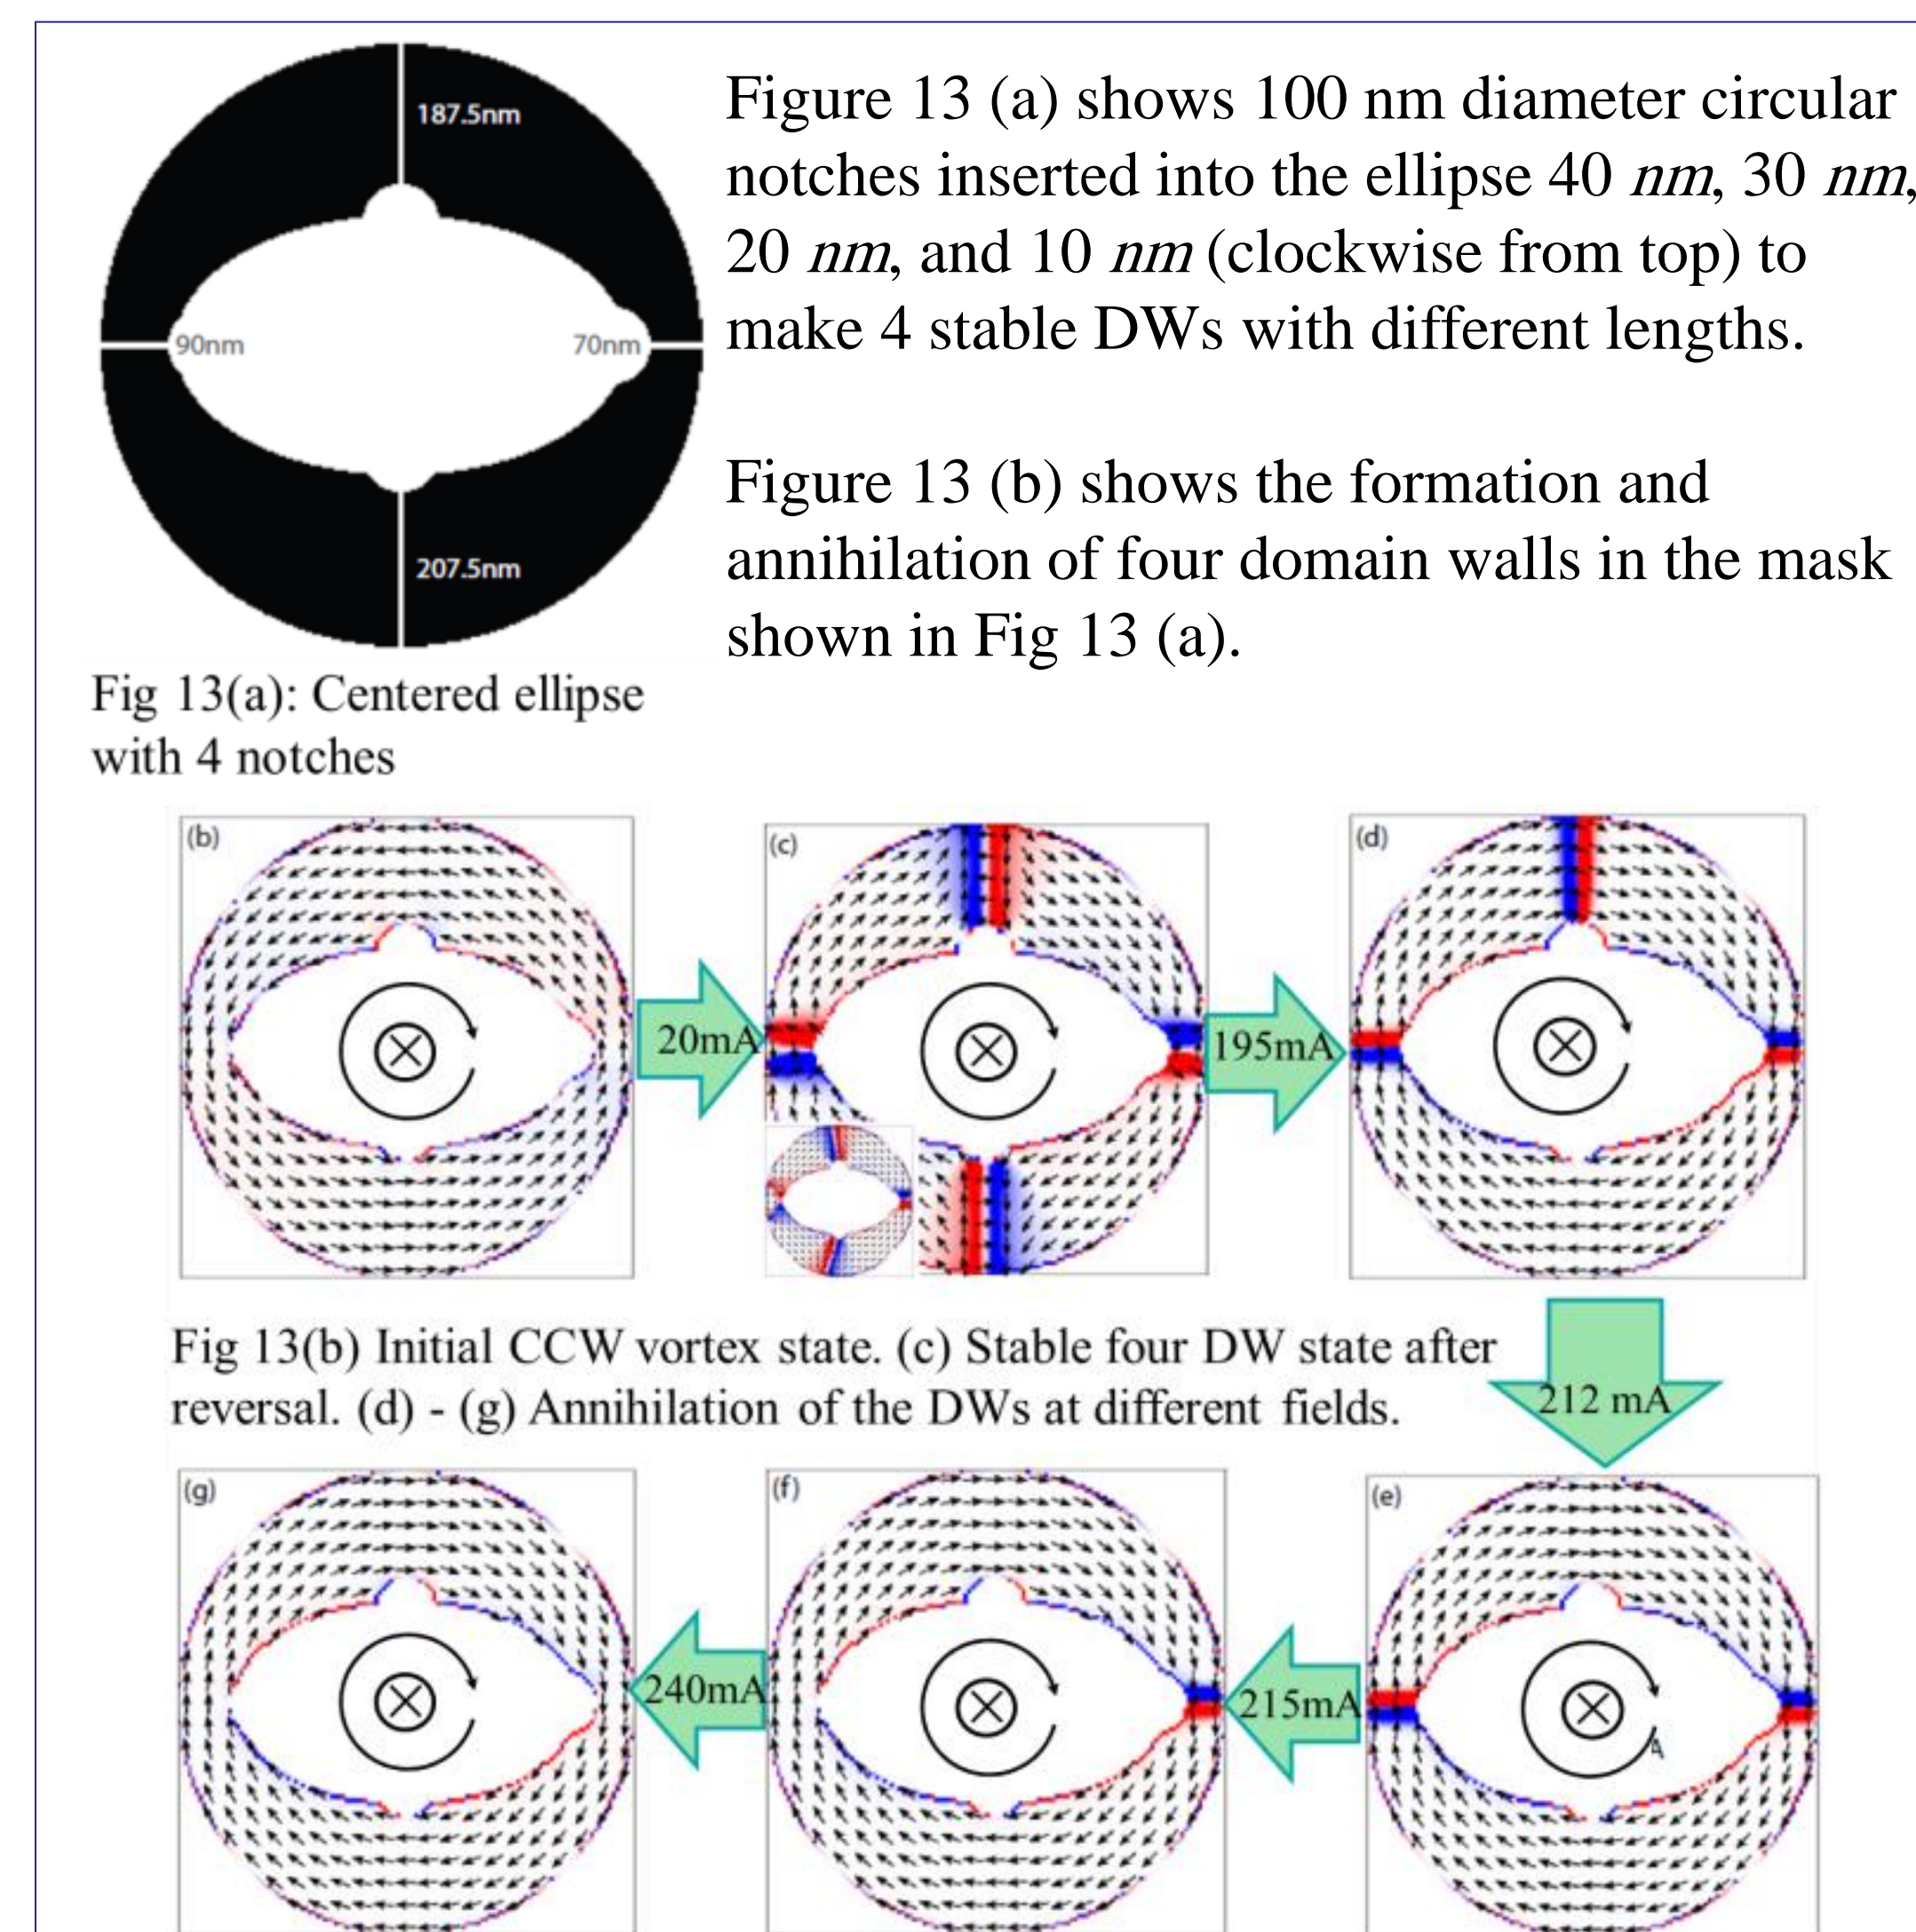 187.5nm
90nm
70nm
207.5nm
Figure 13 (a) shows 100 nm diameter circular
notches inserted into the ellipse 40 nm, 30 nm,
20 nm, and 10 nm (clockwise from top) to
make 4 stable DWs with different lengths.
Figure 13 (b) shows the formation and
annihilation of four domain walls in the mask
shown in Fig 13 (a).
Fig 13(a): Centered ellipse
with 4 notches
(b)
20mA
(c)
195mA
(d)
Fig 13(b) Initial CCW vortex state. (c) Stable four DW state after
reversal. (d) - (g) Annihilation of the DWs at different fields.
212 mA
(g)
240mA
(f)
215mA
(e)